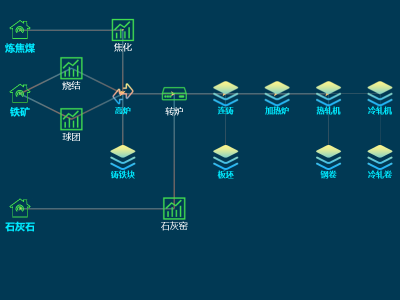 炼焦煤
焦化
烧结
铁矿
高炉
转炉
连铸
加热炉
热轧机
冷轧机
球团
铸铁块
板坯
钢卷
冷轧卷
石灰石
石灰窑